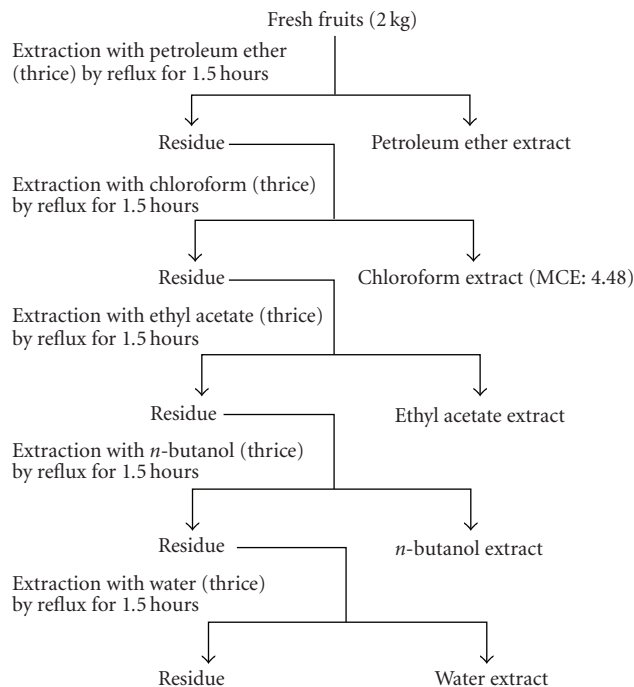 Fresh fruits (2 kg)
Extraction with petroleum ether
(thrice) by reflux for 1.5 hours
Residue
Petroleum ether extract
Extraction with chloroform (thrice)
by reflux for 1.5 hours
Residue
Chloroform extract (MCE: 4.48)
Extraction with ethyl acetate (thrice)
by reflux for 1.5 hours
Residue
Ethyl acetate extract
Extraction with n-butanol (thrice)
by reflux for 1.5 hours
Residue
n-butanol extract
Extraction with water (thrice)
by reflux for 1.5 hours
Residue
Water extract